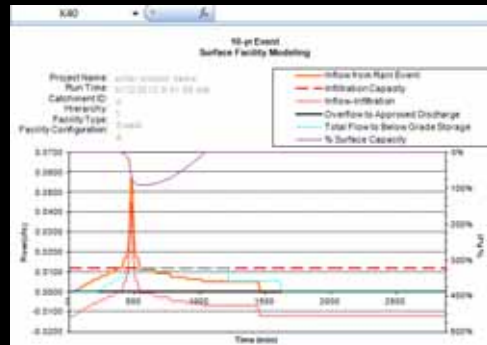 K40
fx
10-yr Event
Surface Facility Modeling
Project Name:
Run Time:
Catchment ID:
Hierarchy:
Facility Type:
Facility Configuration:
Inflow from Rain Event
Infiltration Capacity
Inflow-Infiltration
Overflow to Approved Discharge
Total Flow to Below Grade Storage
% Surface Capacity
0.0700
0.0600
0.0500
0.0400
0.0300
0.0200
0.0100
0.0000
-0.0100
-0.0200
Flow (cfs)
0%
100%
200%
300%
400%
500%
500
1000
1500
2000
2500
Time (min)